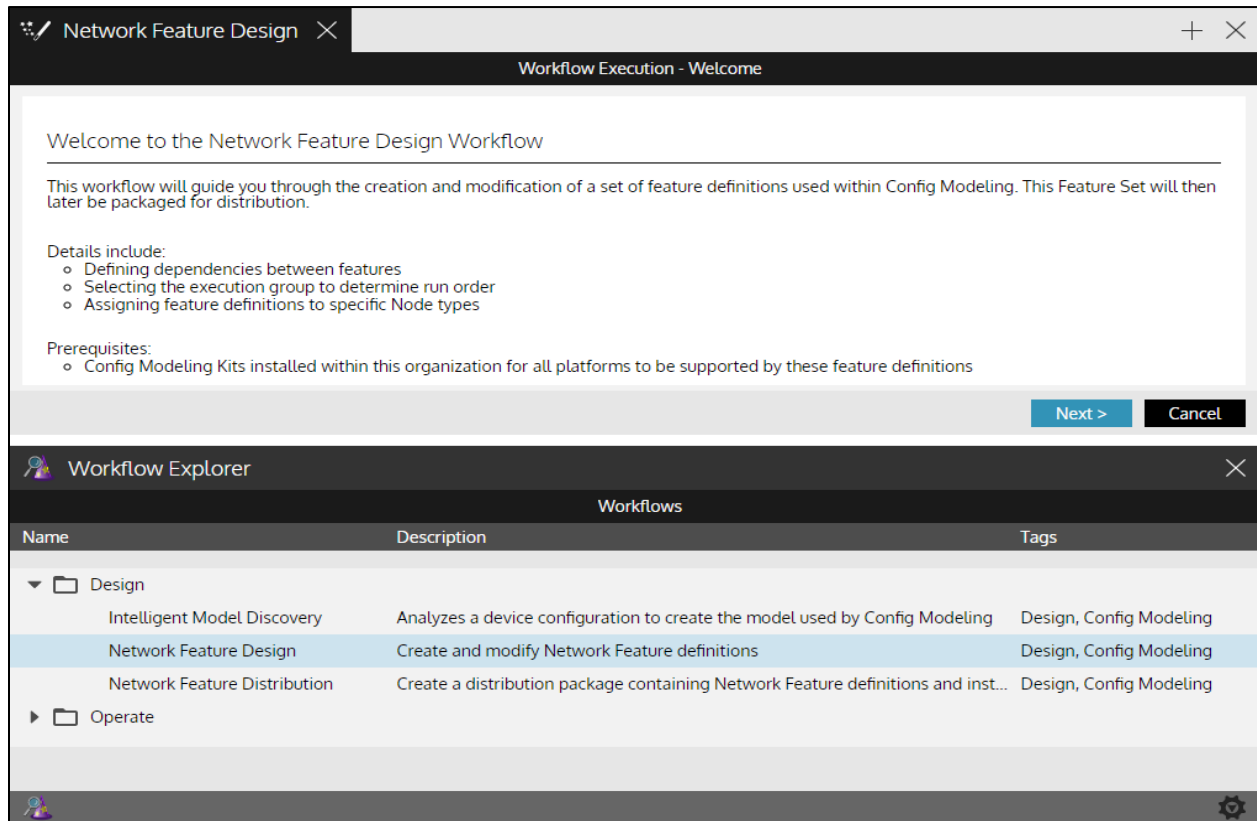 Network Feature Design
Workflow Execution - Welcome
Welcome to the Network Feature Design Workflow
This workflow will guide you through the creation and modification of a set of feature definitions used within Config Modeling. This Feature Set will then
later be packaged for distribution.
Details include:
Defining dependencies between features
Selecting the execution group to determine run order
Assigning feature definitions to specific Node types
Prerequisites:
Config Modeling Kits installed within this organization for all platforms to be supported by these feature definitions
Next > Cancel
Workflow Explorer
Workflows
Name Description Tags
Design
Intelligent Model Discovery Analyzes a device configuration to create the model used by Config Modeling Design, Config Modeling
Network Feature Design Create and modify Network Feature definitions Design, Config Modeling
Network Feature Distribution Create a distribution package containing Network Feature definitions and inst... Design, Config Modeling
Operate